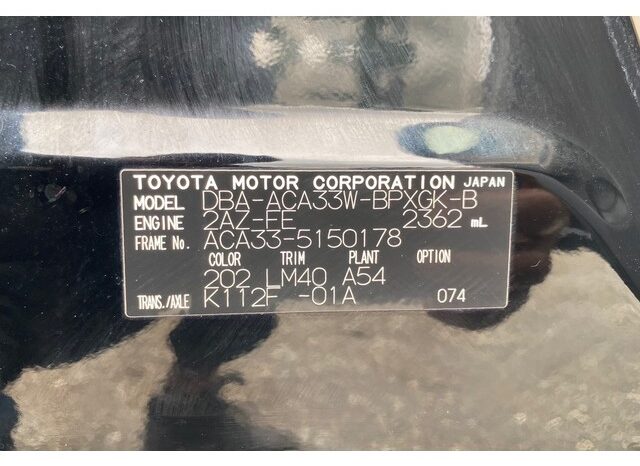 TOYOTA MOTOR CORPORATION JAPAN
MODEL DBA-ACA33W-BPXGK-B
ENGINE 2AZ-FE 2362 mL
FRAME No. ACA33-5150178
COLOR TRIM PLANT OPTION
202 LM40 A54
TRANS./AXLE K112F -01A 074